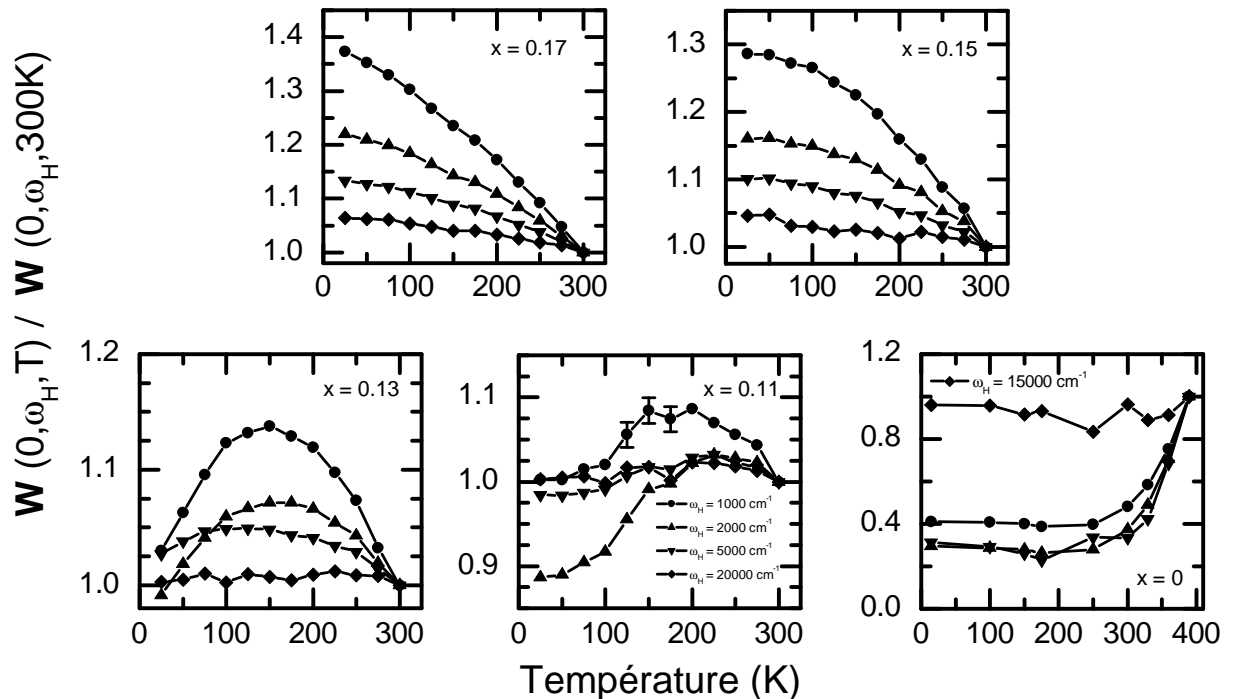 W (0,ω_H,T) / W (0,ω_H,300K)
1.4
1.3
1.2
1.1
1.0
x = 0.17
0 100 200 300
1.3
1.2
1.1
1.0
x = 0.15
0 100 200 300
1.2
1.1
1.0
x = 0.13
0 100 200 300
1.1
1.0
0.9
x = 0.11
ω_H = 1000 cm⁻¹
ω_H = 2000 cm⁻¹
ω_H = 5000 cm⁻¹
ω_H = 20000 cm⁻¹
0 100 200 300
1.2
0.8
0.4
0.0
ω_H = 15000 cm⁻¹
x = 0
0 100 200 300 400
Température (K)